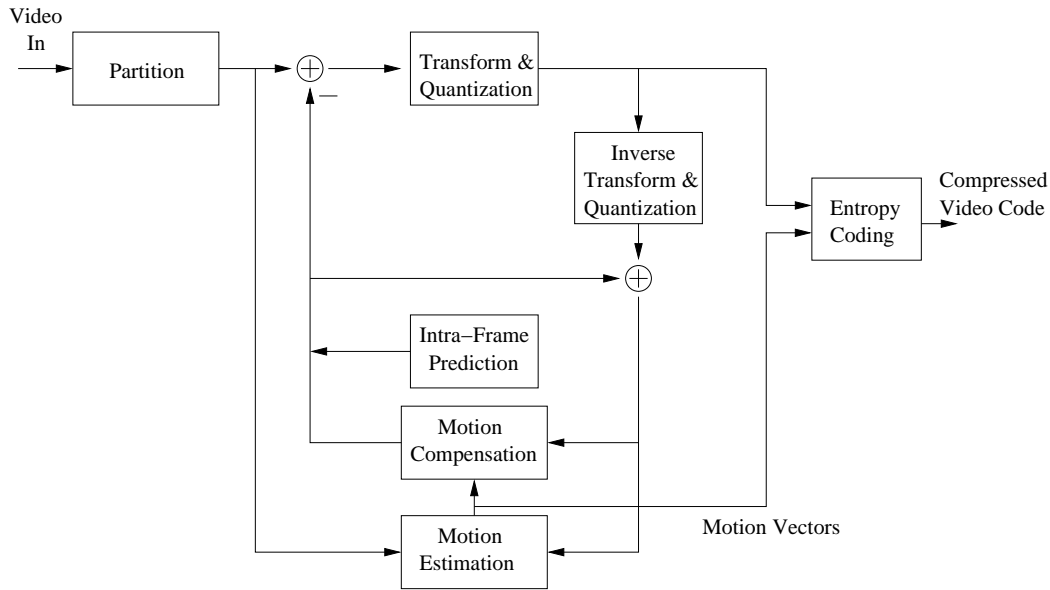 Video
In
Partition
Transform &
Quantization
Inverse
Transform &
Quantization
Entropy
Coding
Compressed
Video Code
Intra−Frame
Prediction
Motion
Compensation
Motion Vectors
Motion
Estimation